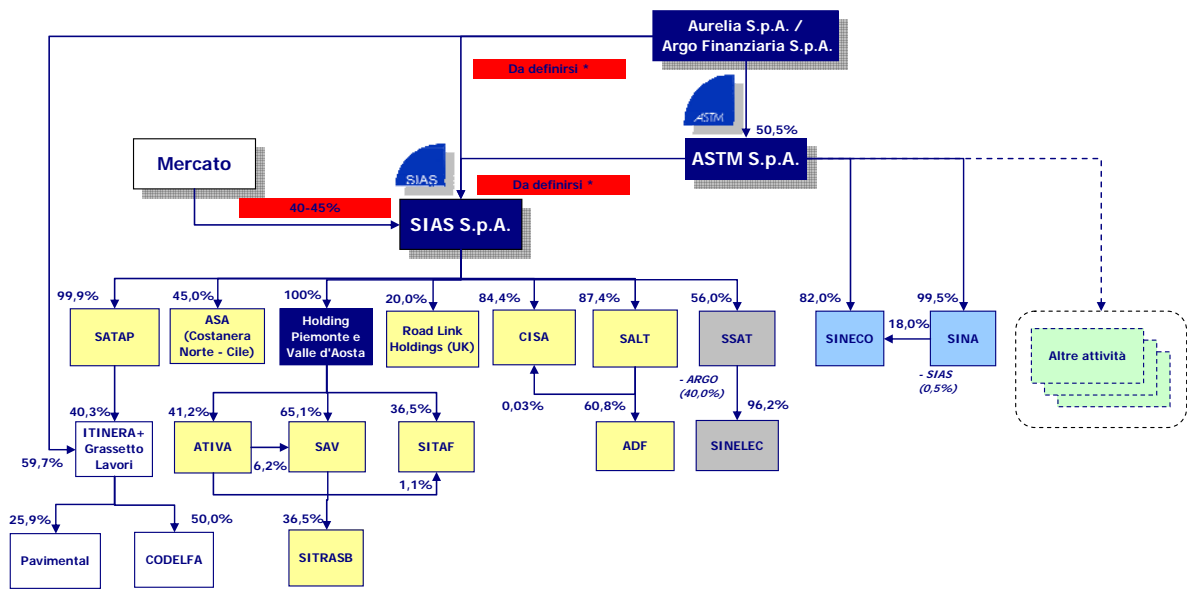 Aurelia S.p.A. /
Argo Finanziaria S.p.A.
Da definirsi *
ASTM
50,5%
Mercato
SIAS
ASTM S.p.A.
Da definirsi *
40-45%
SIAS S.p.A.
99,9%
45,0%
100%
20,0%
84,4%
87,4%
56,0%
82,0%
99,5%
SATAP
ASA
(Costanera
Norte - Cile)
Holding
Piemonte e
Valle d'Aosta
Road Link
Holdings (UK)
CISA
SALT
SSAT
SINECO
18,0%
SINA
Altre attività
- ARGO
(40,0%)
- SIAS
(0,5%)
0,03%
60,8%
96,2%
40,3%
41,2%
65,1%
36,5%
59,7%
ITINERA+
Grassetto
Lavori
ATIVA
6,2%
SAV
SITAF
ADF
SINELEC
1,1%
25,9%
50,0%
36,5%
Pavimental
CODELFA
SITRASB